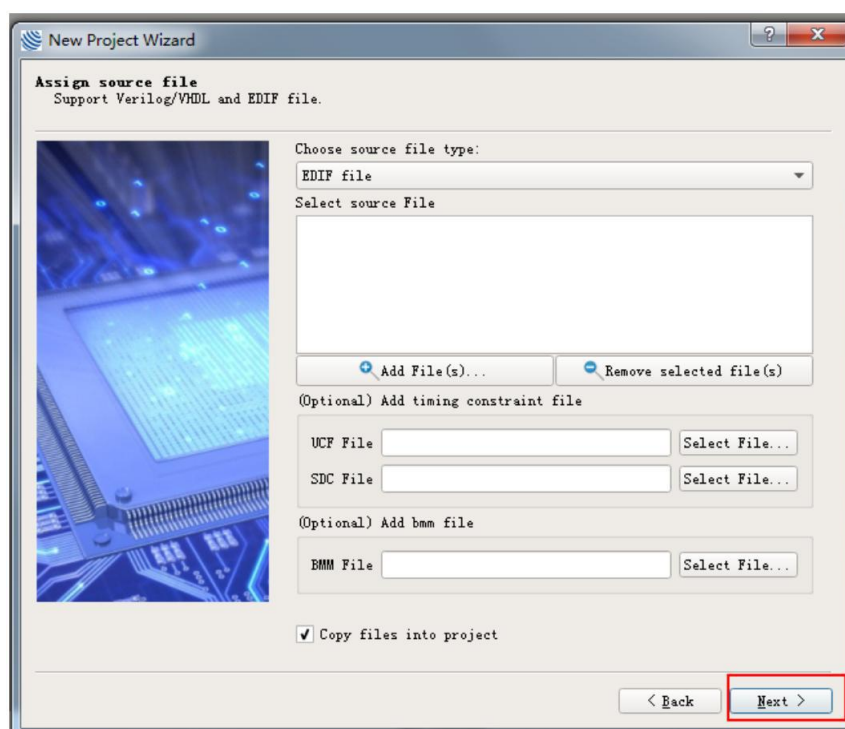 New Project Wizard
Assign source file
Support Verilog/VHDL and EDIF file.
Choose source file type:
EDIF file
Select source File
Add File(s)...
Remove selected file(s)
(Optional) Add timing constraint file
UCF File
Select File...
SDC File
Select File...
(Optional) Add bmm file
BMM File
Select File...
Copy files into project
< Back
Next >